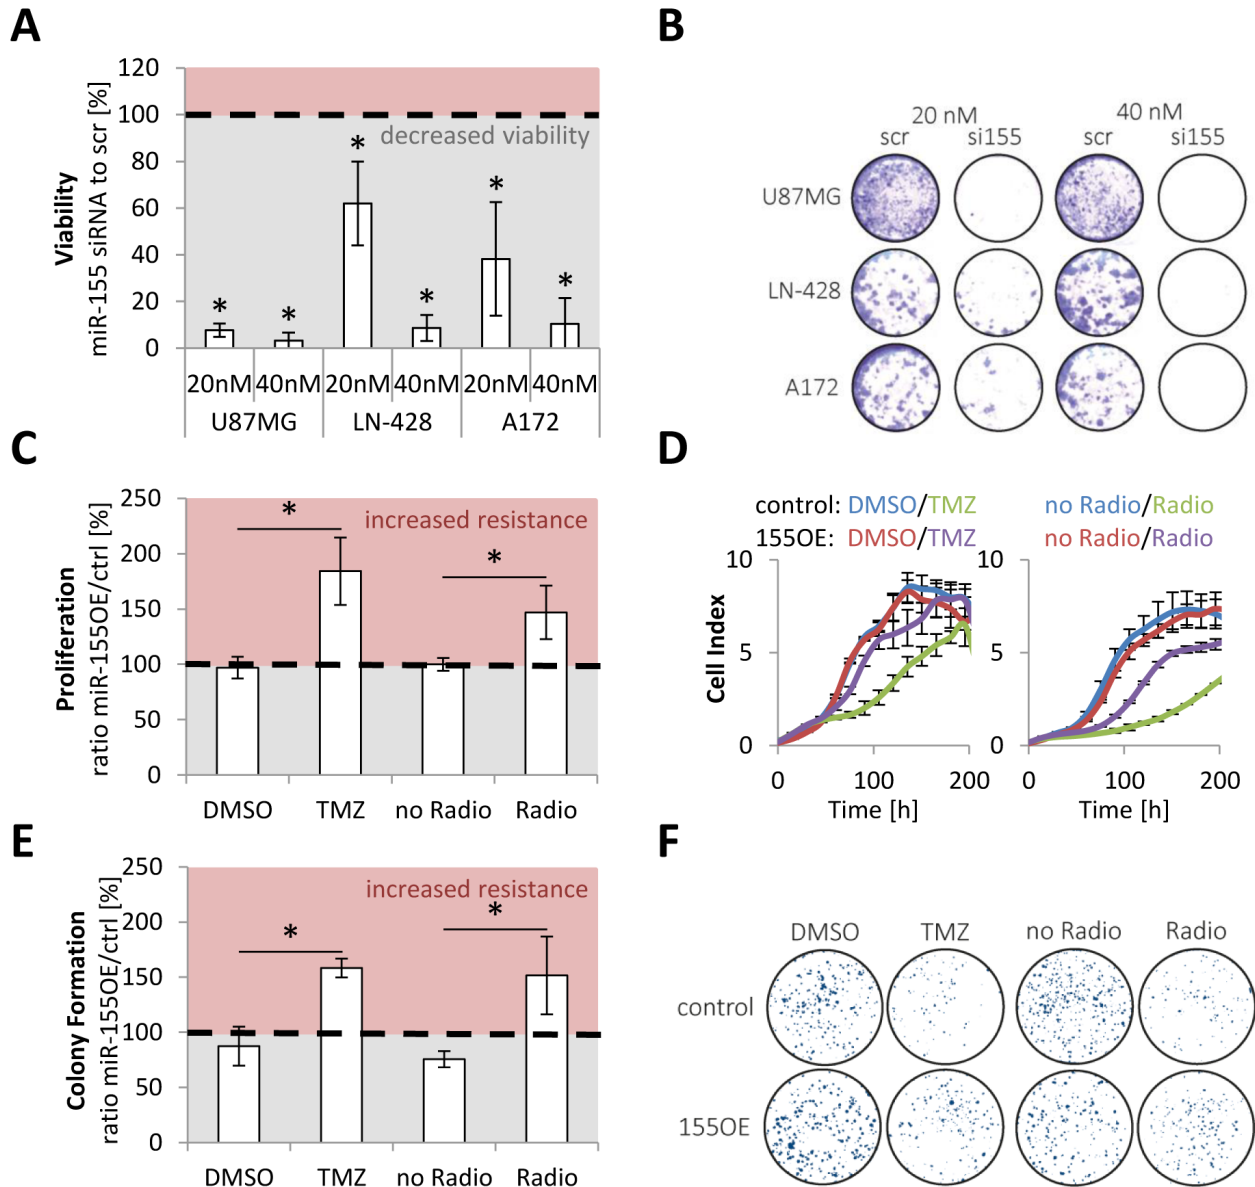 A
Viability
miR-155 siRNA to scr [%]
120
100
80
60
40
20
0
decreased viability
* * * * * *
20nM 40nM 20nM 40nM 20nM 40nM
U87MG LN-428 A172
B
20 nM 40 nM
scr si155 scr si155
U87MG
LN-428
A172
C
Proliferation
ratio miR-155OE/ctrl [%]
250
200
150
100
50
0
increased resistance
* *
DMSO TMZ no Radio Radio
D
control: DMSO/TMZ no Radio/Radio
155OE: DMSO/TMZ no Radio/Radio
Cell Index
10
5
0
0 100 200
Time [h]
10
5
0
0 100 200
Time [h]
E
Colony Formation
ratio miR-155OE/ctrl [%]
250
200
150
100
50
0
increased resistance
* *
DMSO TMZ no Radio Radio
F
DMSO TMZ no Radio Radio
control
155OE